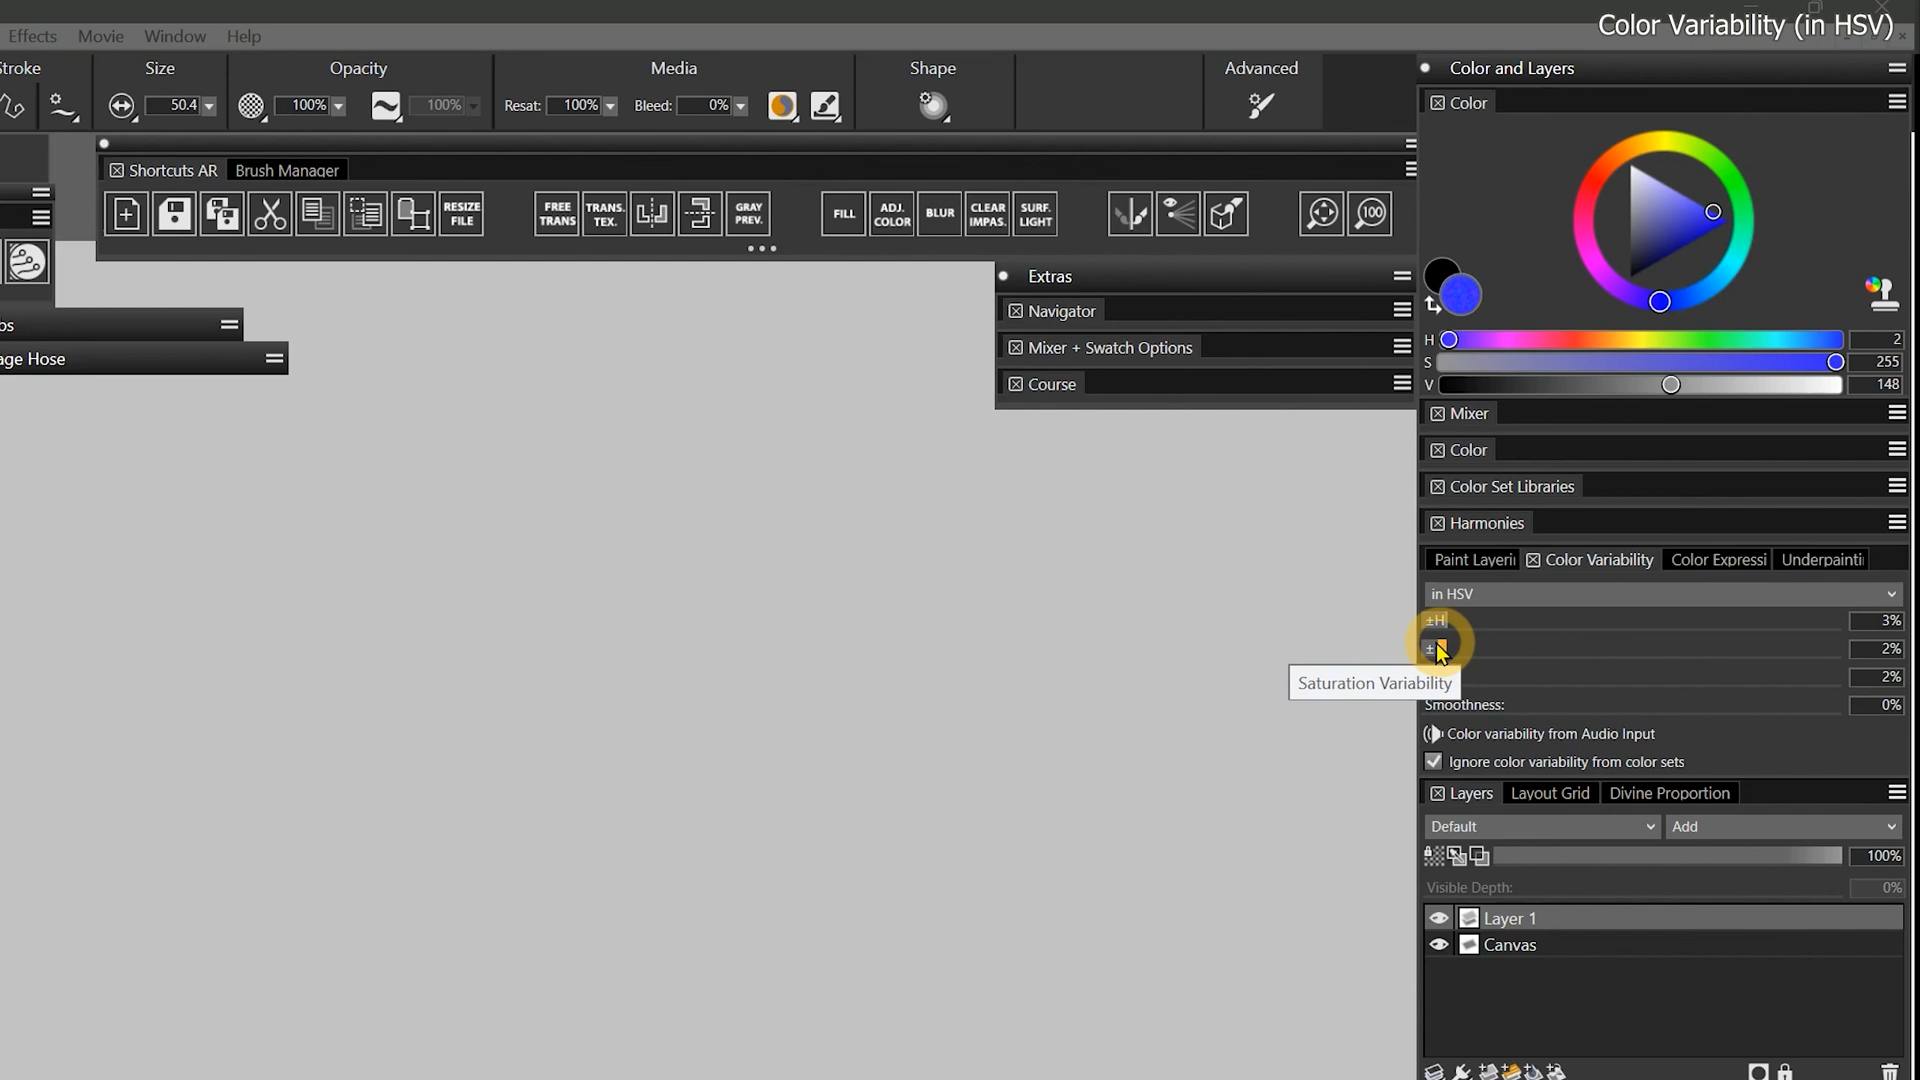 Color Variability (in HSV)
Effects Movie Window Help
troke Size Opacity Media Shape Advanced
50.4 100% 100% Resat: 100% Bleed: 0%
Shortcuts AR Brush Manager
RESIZE FILE
FREE TRANS
TRANS. TEX.
GRAY PREV.
FILL
ADJ. COLOR
BLUR
CLEAR IMPAS.
SURF. LIGHT
100
bs
age Hose
Extras
Navigator
Mixer + Swatch Options
Course
Color and Layers
Color
H 2
S 255
V 148
Mixer
Color
Color Set Libraries
Harmonies
Paint Layeri Color Variability Color Expressi Underpainti
in HSV
±H 3%
± 2%
2%
Saturation Variability
Smoothness: 0%
Color variability from Audio Input
Ignore color variability from color sets
Layers Layout Grid Divine Proportion
Default Add
100%
Visible Depth: 0%
Layer 1
Canvas